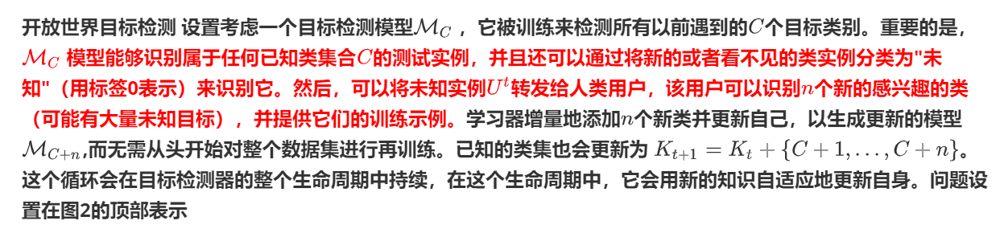 开放世界目标检测 设置考虑一个目标检测模型$\mathcal{M}_C$ ，它被训练来检测所有以前遇到的$C$个目标类别。重要的是，
$\mathcal{M}_C$ 模型能够识别属于任何已知类集合$C$的测试实例，并且还可以通过将新的或者看不见的类实例分类为"未
知"（用标签0表示）来识别它。然后，可以将未知实例$U^t$转发给人类用户，该用户可以识别$n$个新的感兴趣的类
（可能有大量未知目标），并提供它们的训练示例。学习器增量地添加$n$个新类并更新自己，以生成更新的模型
$\mathcal{M}_{C+n}$,而无需从头开始对整个数据集进行再训练。已知的类集也会更新为 $K_{t+1} = K_t + \{C+1,\ldots,C+n\}$。
这个循环会在目标检测器的整个生命周期中持续，在这个生命周期中，它会用新的知识自适应地更新自身。问题设
置在图2的顶部表示